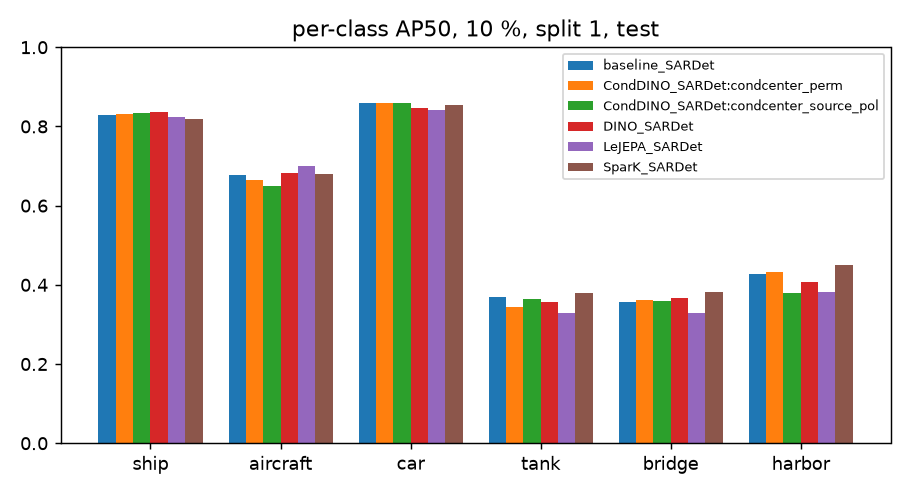 per-class AP50, 10 %, split 1, test
1.0
0.8
0.6
0.4
0.2
0.0
baseline_SARDet
CondDINO_SARDet:condcenter_perm
CondDINO_SARDet:condcenter_source_pol
DINO_SARDet
LeJEPA_SARDet
SparK_SARDet
ship aircraft car tank bridge harbor